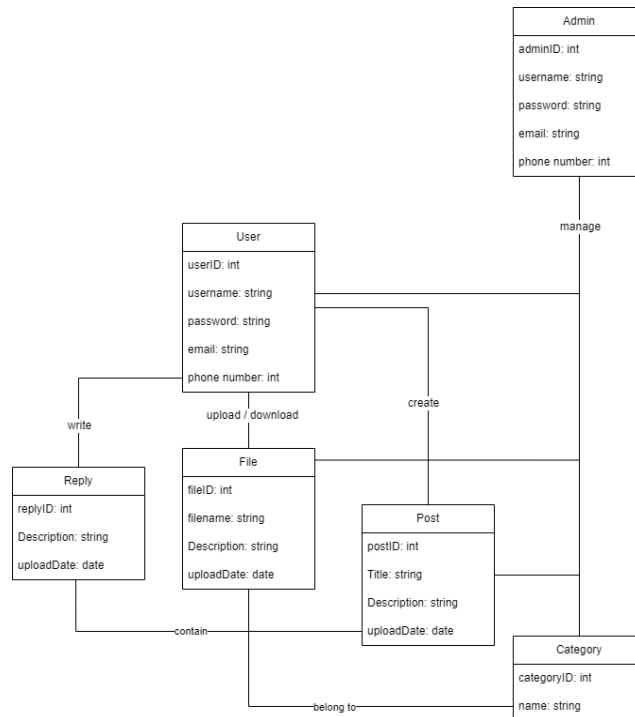 Admin
adminID: int
username: string
password: string
email: string
phone number: int
manage
User
userID: int
username: string
password: string
email: string
phone number: int
create
upload / download
write
File
fileID: int
filename: string
Description: string
uploadDate: date
Reply
replyID: int
Description: string
uploadDate: date
Post
postID: int
Title: string
Description: string
uploadDate: date
contain
Category
categoryID: int
name: string
belong to